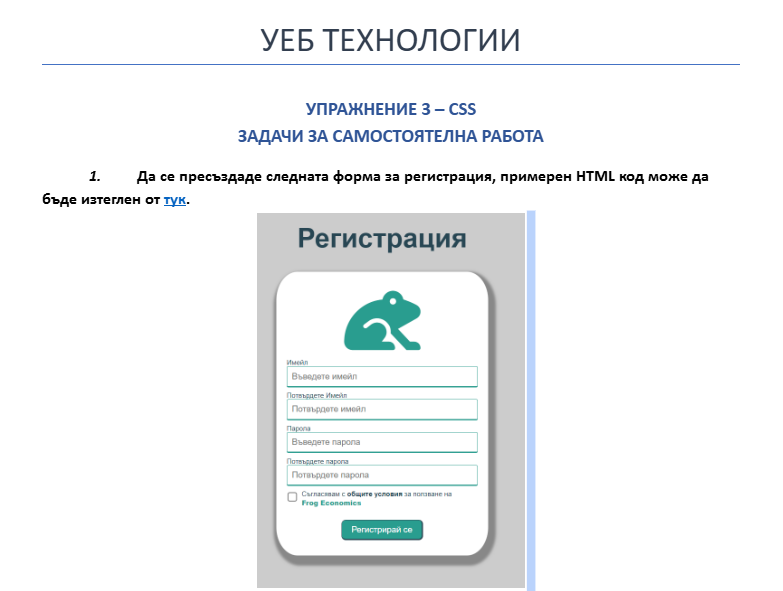 УЕБ ТЕХНОЛОГИИ
УПРАЖНЕНИЕ 3 – CSS
ЗАДАЧИ ЗА САМОСТОЯТЕЛНА РАБОТА
1. Да се пресъздаде следната форма за регистрация, примерен HTML код може да
бъде изтеглен от тук.
Регистрация
Имейл
Въведете имейл
Потвърдете Имейл
Потвърдете имейл
Парола
Въведете парола
Потвърдете парола
Потвърдете парола
Съгласявам с общите условия за ползване на
Frog Economics
Регистрирай се